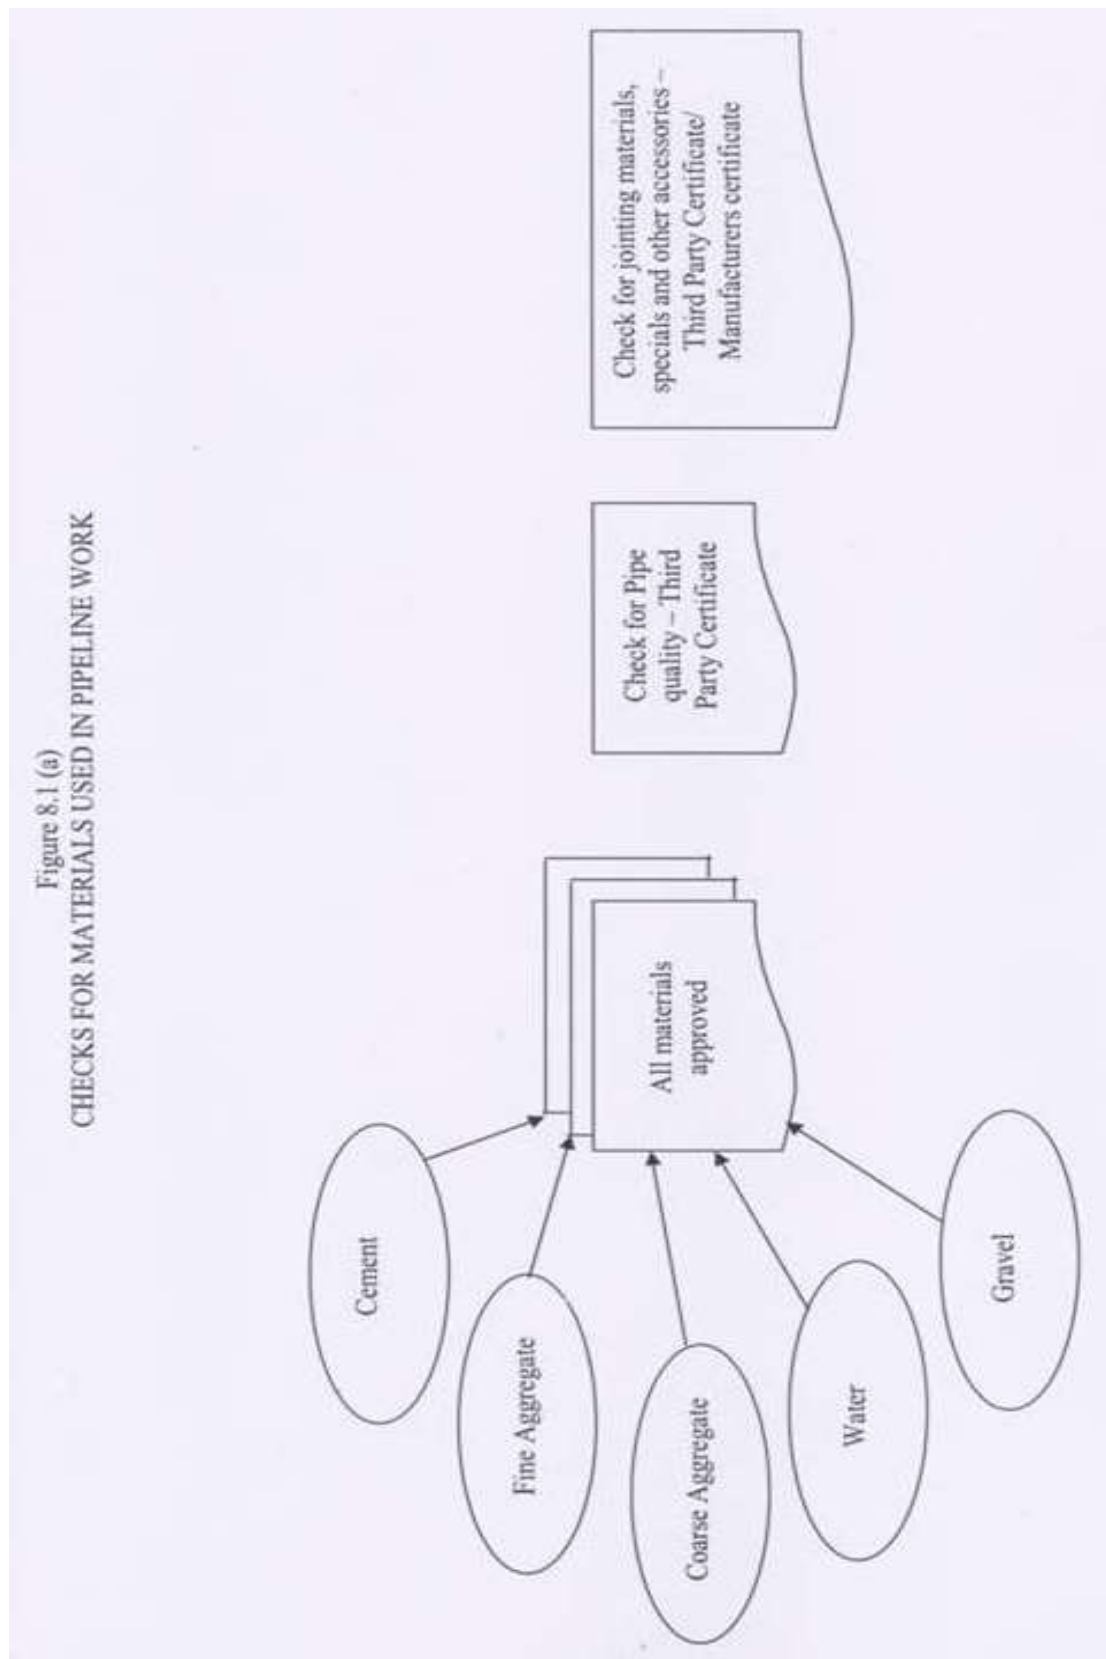 Figure 8.1 (a)
CHECKS FOR MATERIALS USED IN PIPELINE WORK
Cement
Fine Aggregate
Coarse Aggregate
Water
Gravel
All materials
approved
Check for Pipe
quality – Third
Party Certificate
Check for jointing materials,
specials and other accessories –
Third Party Certificate/
Manufacturers certificate